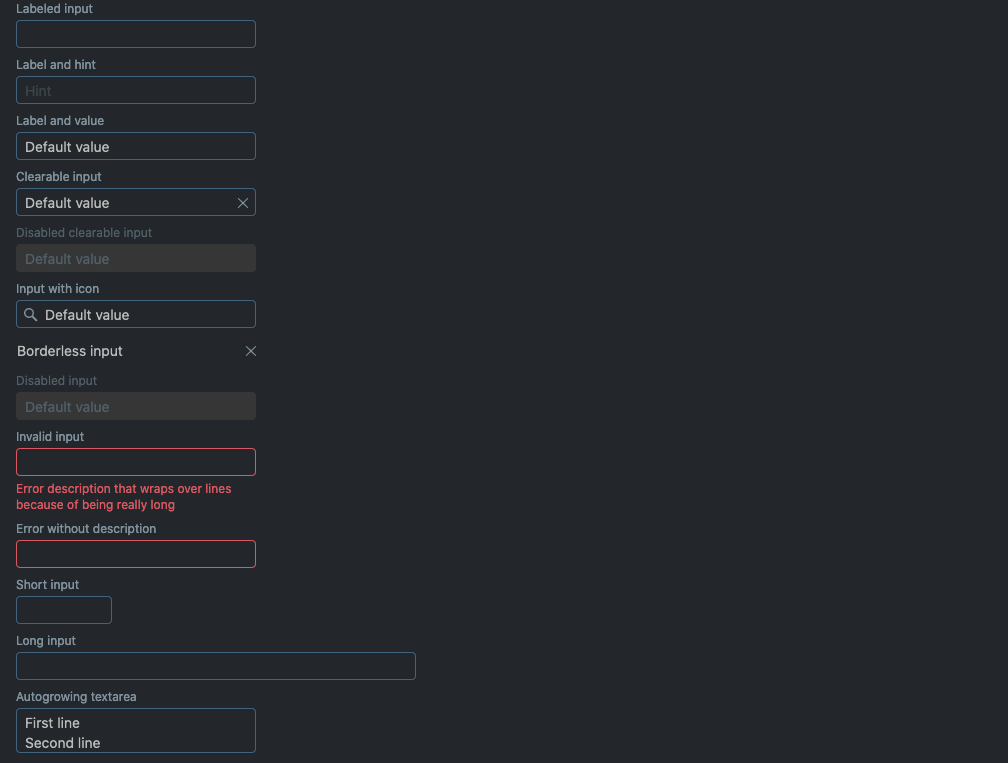 Labeled input
Label and hint
Hint
Label and value
Default value
Clearable input
Default value
Disabled clearable input
Default value
Input with icon
Default value
Borderless input
Disabled input
Default value
Invalid input
Error description that wraps over lines
because of being really long
Error without description
Short input
Long input
Autogrowing textarea
First line
Second line